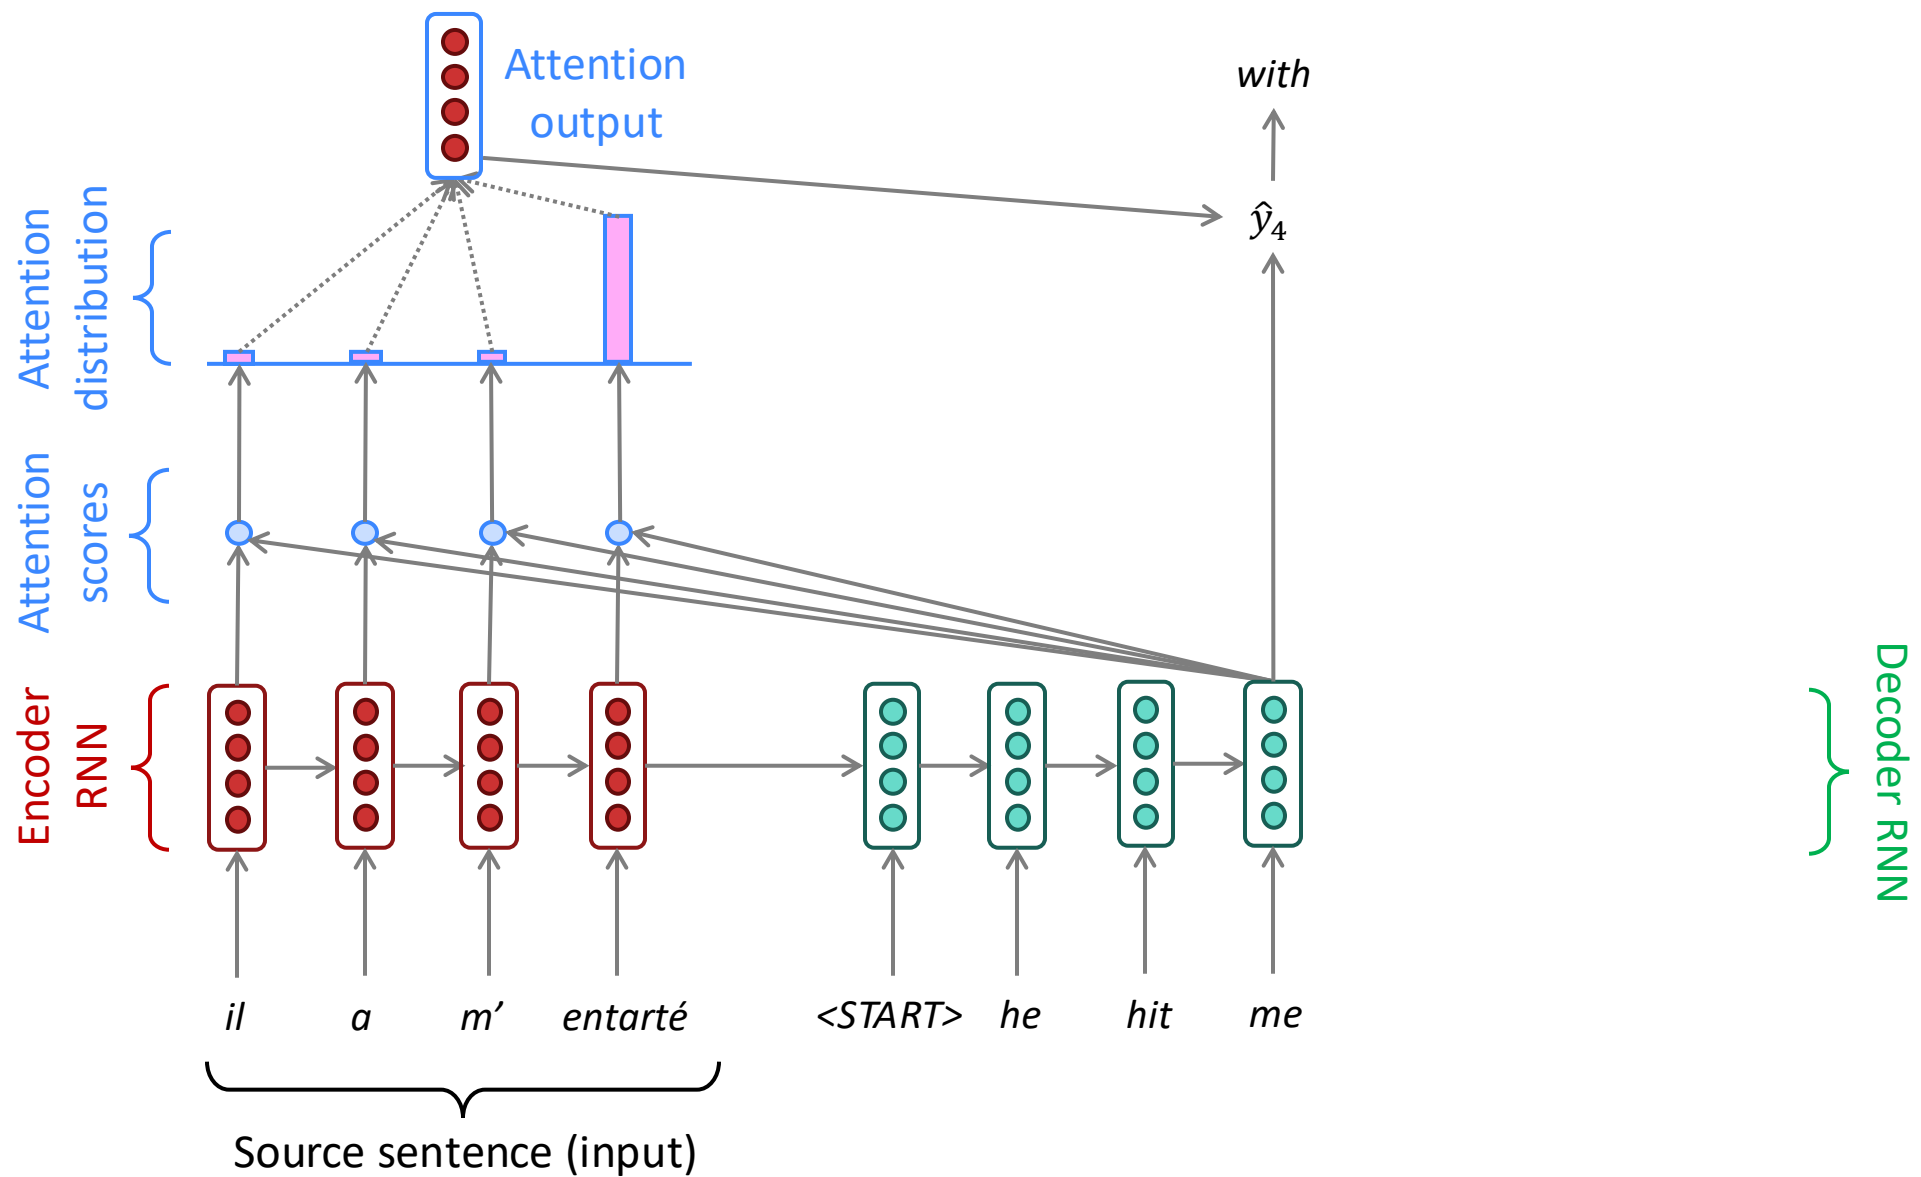 Attention
output
with
ŷ₄
Attention
distribution
Attention
scores
Encoder
RNN
Decoder RNN
il a m’ entarté <START> he hit me
Source sentence (input)